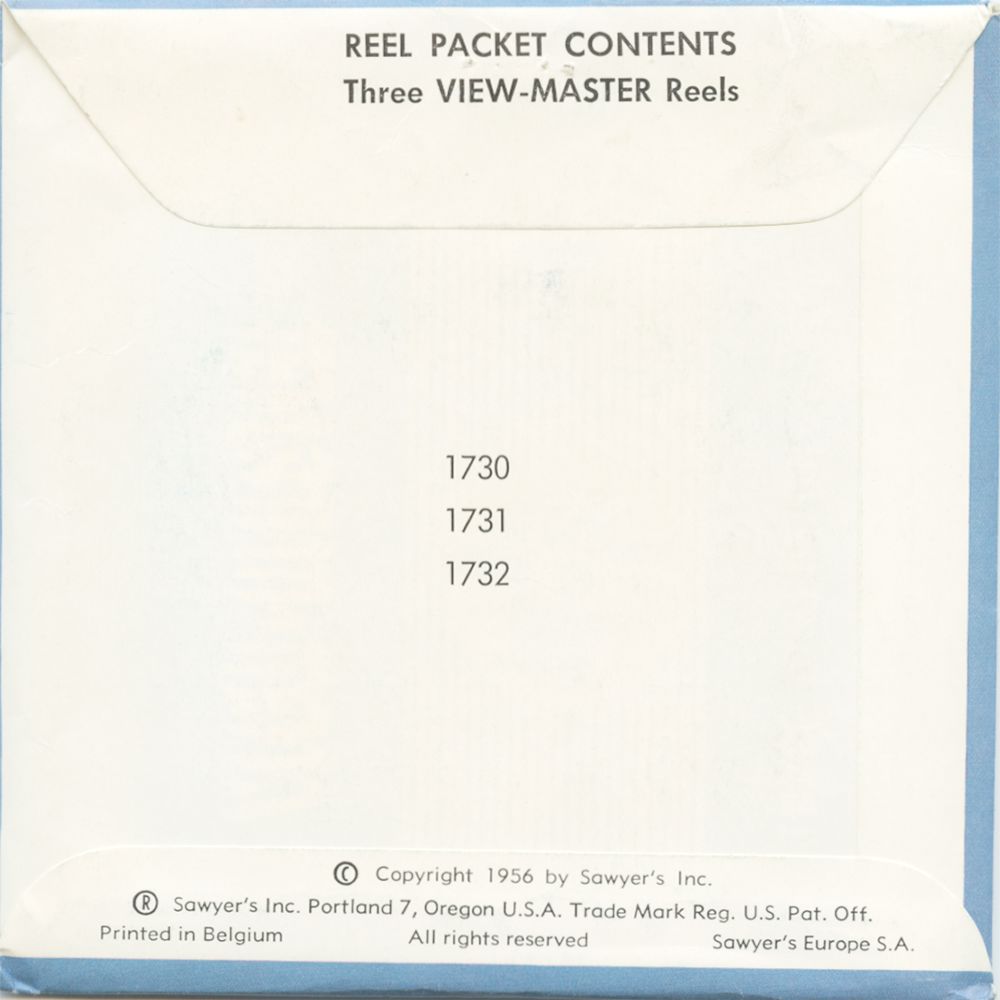 REEL PACKET CONTENTS
Three VIEW-MASTER Reels
1730
1731
1732
© Copyright 1956 by Sawyer's Inc.
® Sawyer's Inc. Portland 7, Oregon U.S.A. Trade Mark Reg. U.S. Pat. Off.
Printed in Belgium All rights reserved Sawyer's Europe S.A.